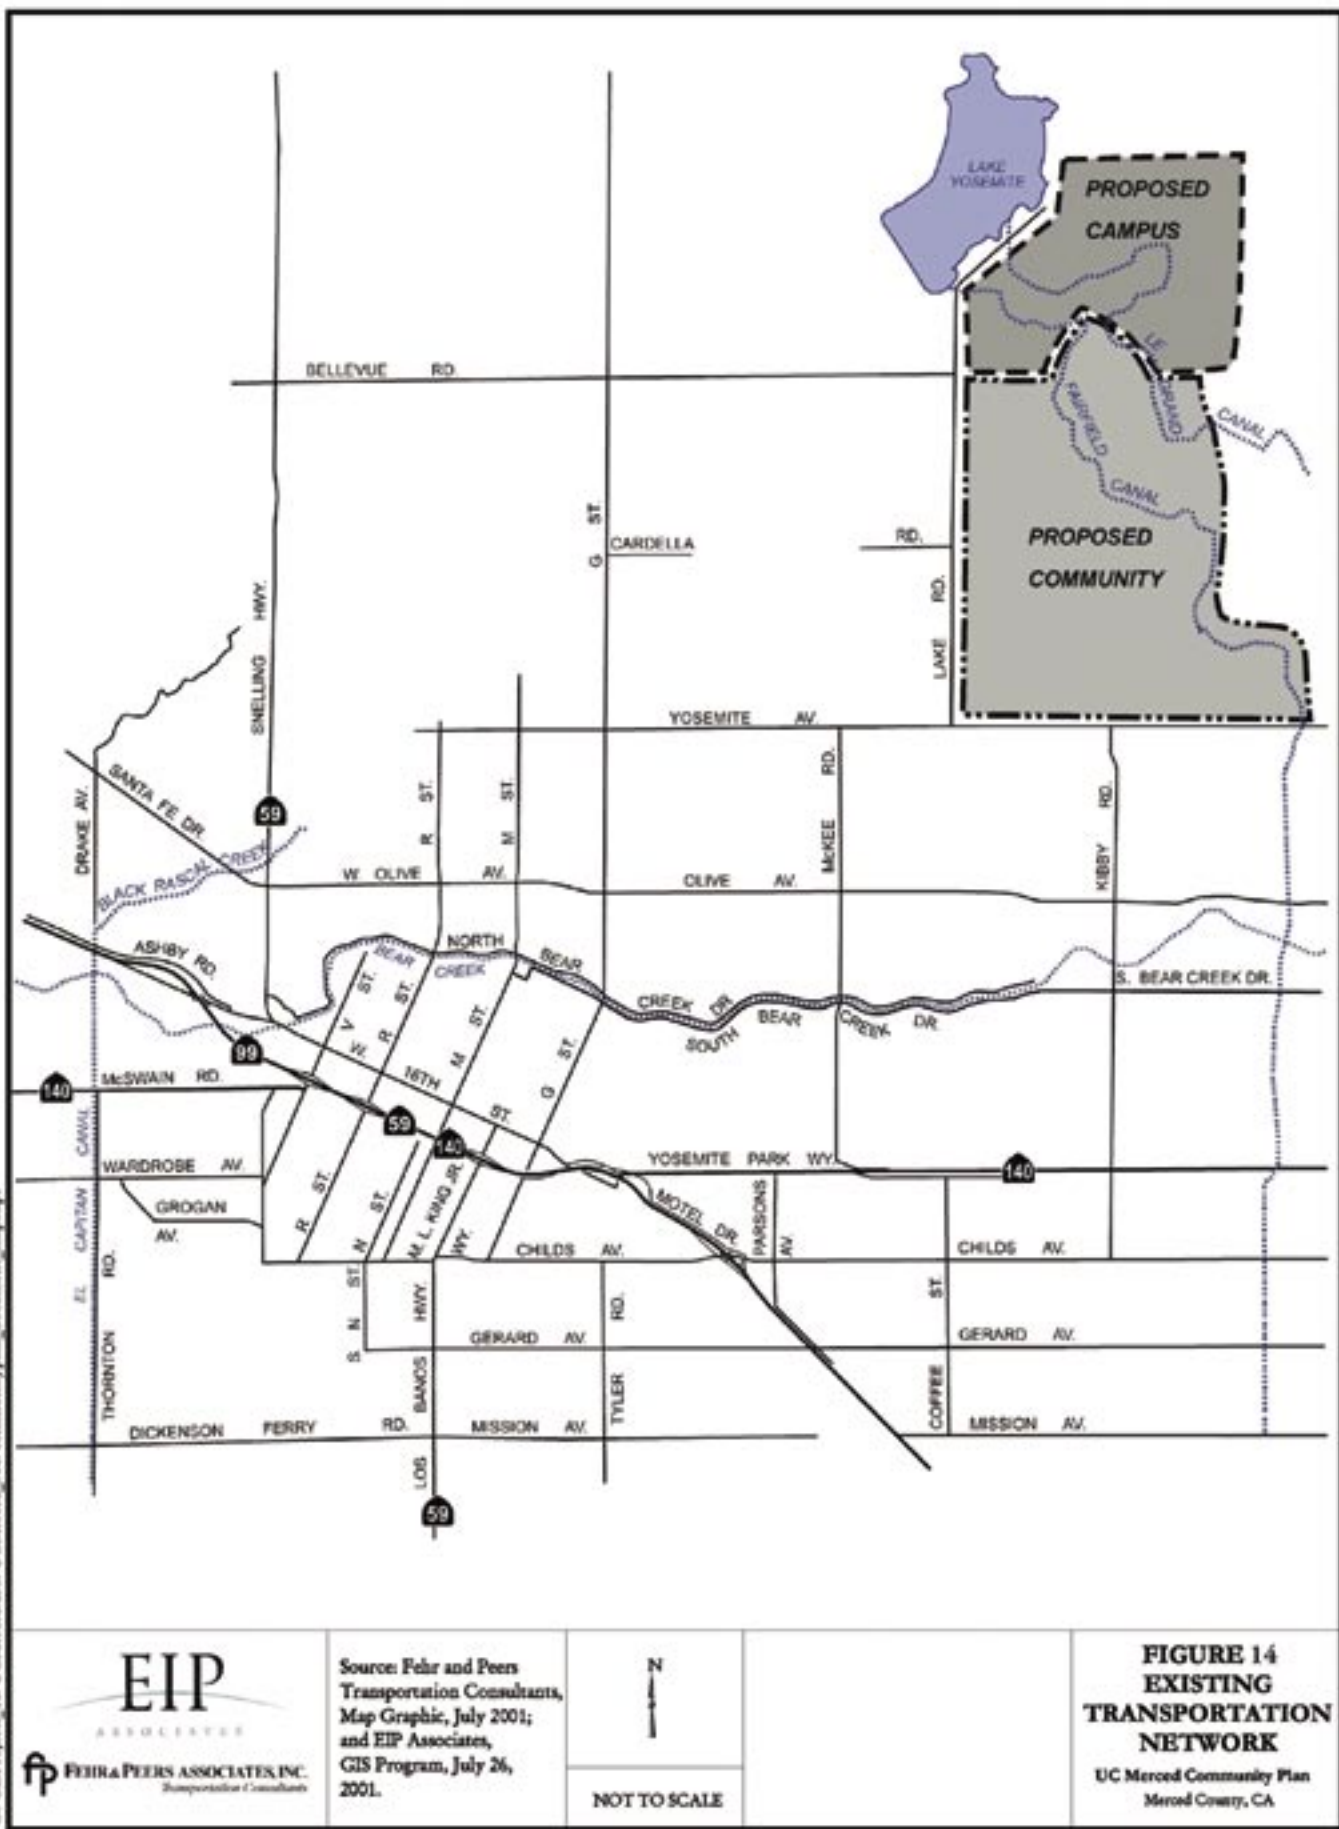 LAKE
YOSEMITE
PROPOSED
CAMPUS
BELLEVUE RD.
LE
GRAND
CANAL
FAIRFIELD
CANAL
G ST.
CARDELLA
RD.
PROPOSED
COMMUNITY
LAKE RD.
SNELLING HWY.
YOSEMITE AV.
59
SANTA FE DR.
DRAKE AV.
BLACK RASCAL CREEK
R ST.
M ST.
McKEE RD.
KIBBY RD.
W. OLIVE AV.
OLIVE AV.
ASHBY RD.
NORTH
BEAR
CREEK DR.
BEAR
CREEK
SOUTH BEAR CREEK DR.
S. BEAR CREEK DR.
V ST.
R ST.
M ST.
G ST.
W. 16TH ST.
99
140
McSWAIN RD.
59
140
WARDROBE AV.
YOSEMITE PARK WY.
140
EL CAPITAN CANAL
GROGAN
AV.
R ST.
N ST.
M. L. KING JR.
WY.
MOTEL DR.
PARSONS
AV.
CHILDS AV.
CHILDS AV.
THORNTON RD.
S N ST.
LOS BANOS HWY.
GERARD AV.
TYLER RD.
COFFEE ST.
GERARD AV.
DICKENSON FERRY RD.
MISSION AV.
MISSION AV.
59
EIP
ASSOCIATES
fp FEHR & PEERS ASSOCIATES, INC.
Transportation Consultants
Source: Fehr and Peers
Transportation Consultants,
Map Graphic, July 2001;
and EIP Associates,
GIS Program, July 26,
2001.
N
NOT TO SCALE
FIGURE 14
EXISTING
TRANSPORTATION
NETWORK
UC Merced Community Plan
Merced County, CA